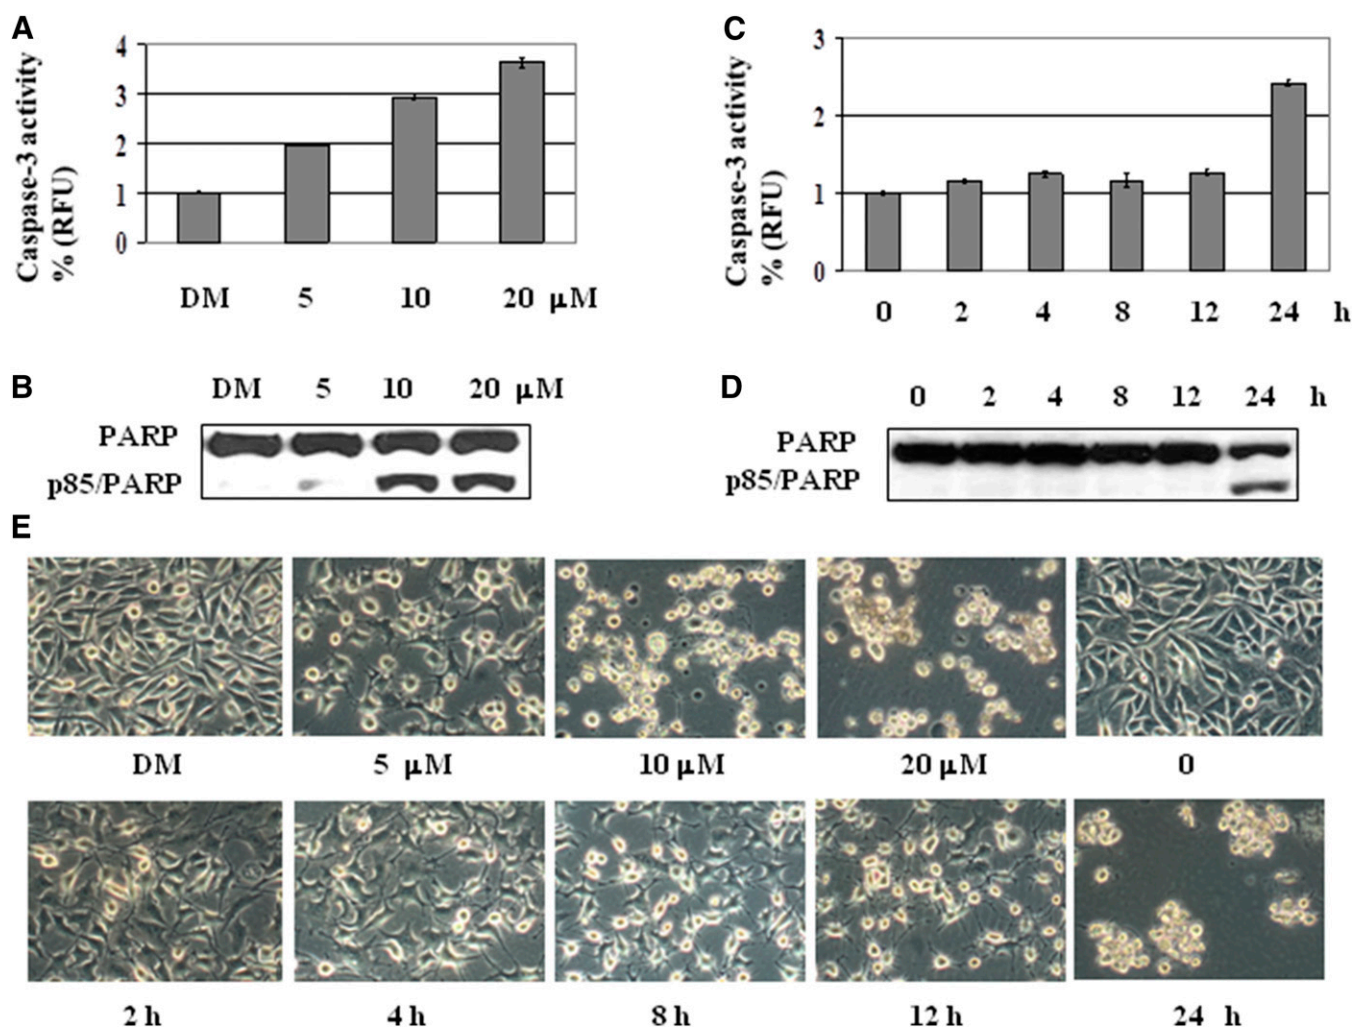 A
Caspase-3 activity
% (RFU)
4
3
2
1
0
DM 5 10 20 μM
C
Caspase-3 activity
% (RFU)
3
2
1
0
0 2 4 8 12 24 h
B
DM 5 10 20 μM
PARP
p85/PARP
D
0 2 4 8 12 24 h
PARP
p85/PARP
E
DM 5 μM 10 μM 20 μM 0
2 h 4 h 8 h 12 h 24 h